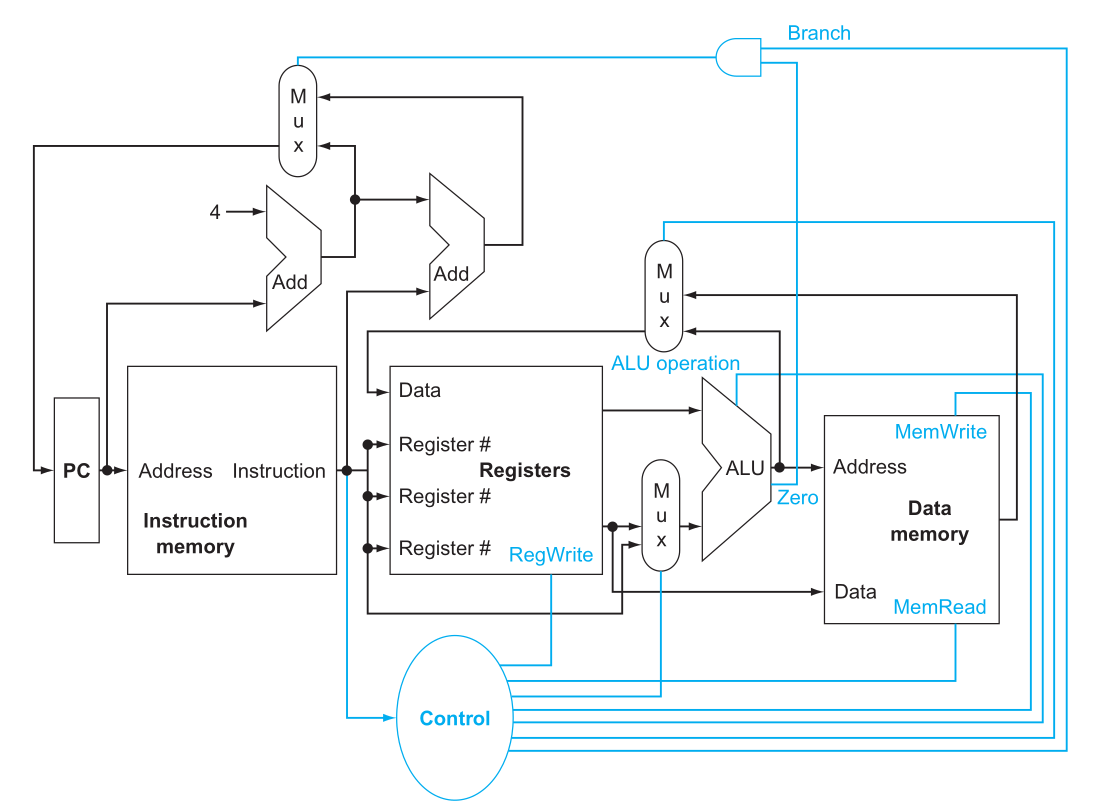 Branch
M
u
x
4
Add
Add
M
u
x
ALU operation
Data
Register #
Registers
Register #
Register #
RegWrite
PC
Address Instruction
Instruction
memory
M
u
x
ALU
Zero
MemWrite
Address
Data
memory
Data
MemRead
Control